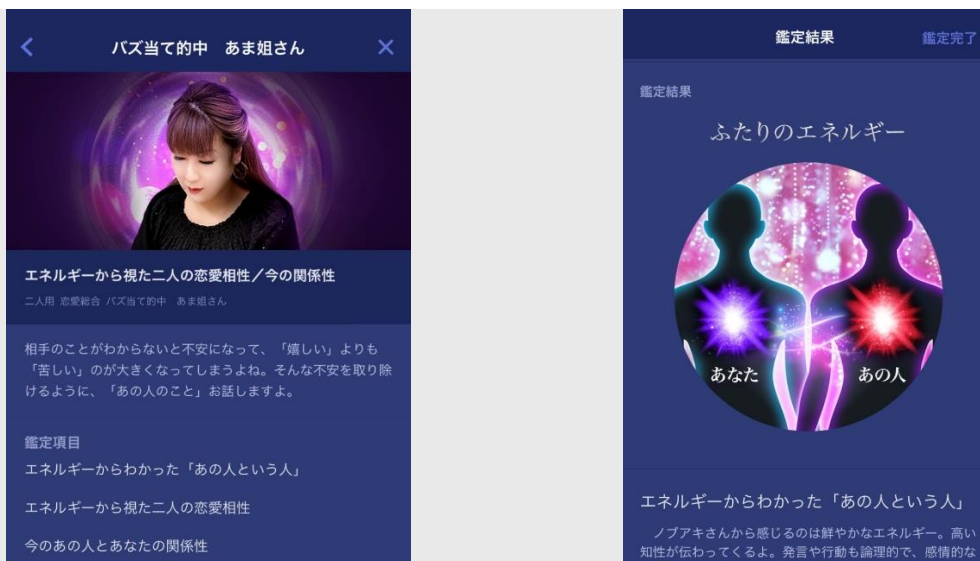 バズ当て的中　あま姐さん
エネルギーから視た二人の恋愛相性／今の関係性
二人用 恋愛総合 バズ当て的中　あま姐さん
相手のことがわからないと不安になって、「嬉しい」よりも
「苦しい」のが大きくなってしまうよね。そんな不安を取り除
けるように、「あの人のこと」お話しますよ。
鑑定項目
エネルギーからわかった「あの人という人」
エネルギーから視た二人の恋愛相性
今のあの人とあなたの関係性
鑑定結果
鑑定完了
鑑定結果
ふたりのエネルギー
あなた
あの人
エネルギーからわかった「あの人という人」
ノブアキさんから感じるのは鮮やかなエネルギー。高い
知性が伝わってくるよ。発言や行動も論理的で、感情的な